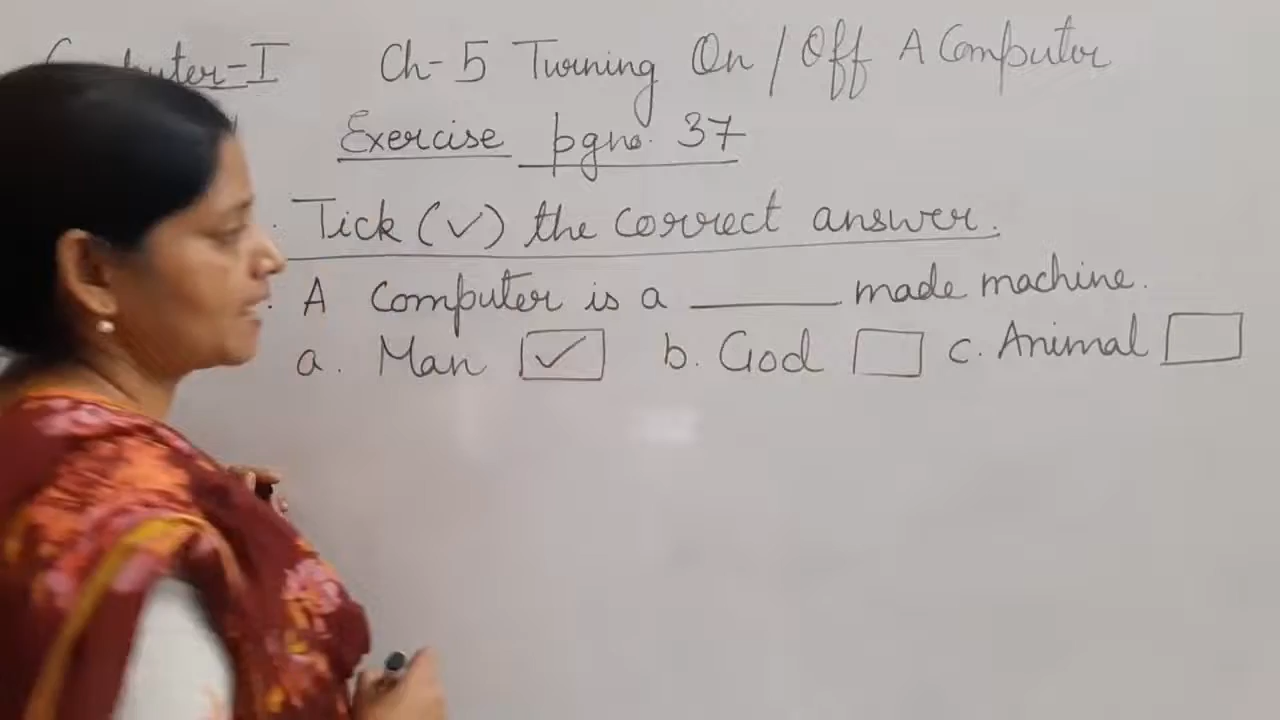 Computer-I Ch-5 Turning On / Off A Computer
Exercise pgno. 37
Tick (✓) the correct answer.
A Computer is a ______ made machine.
a. Man ✓ b. God c. Animal